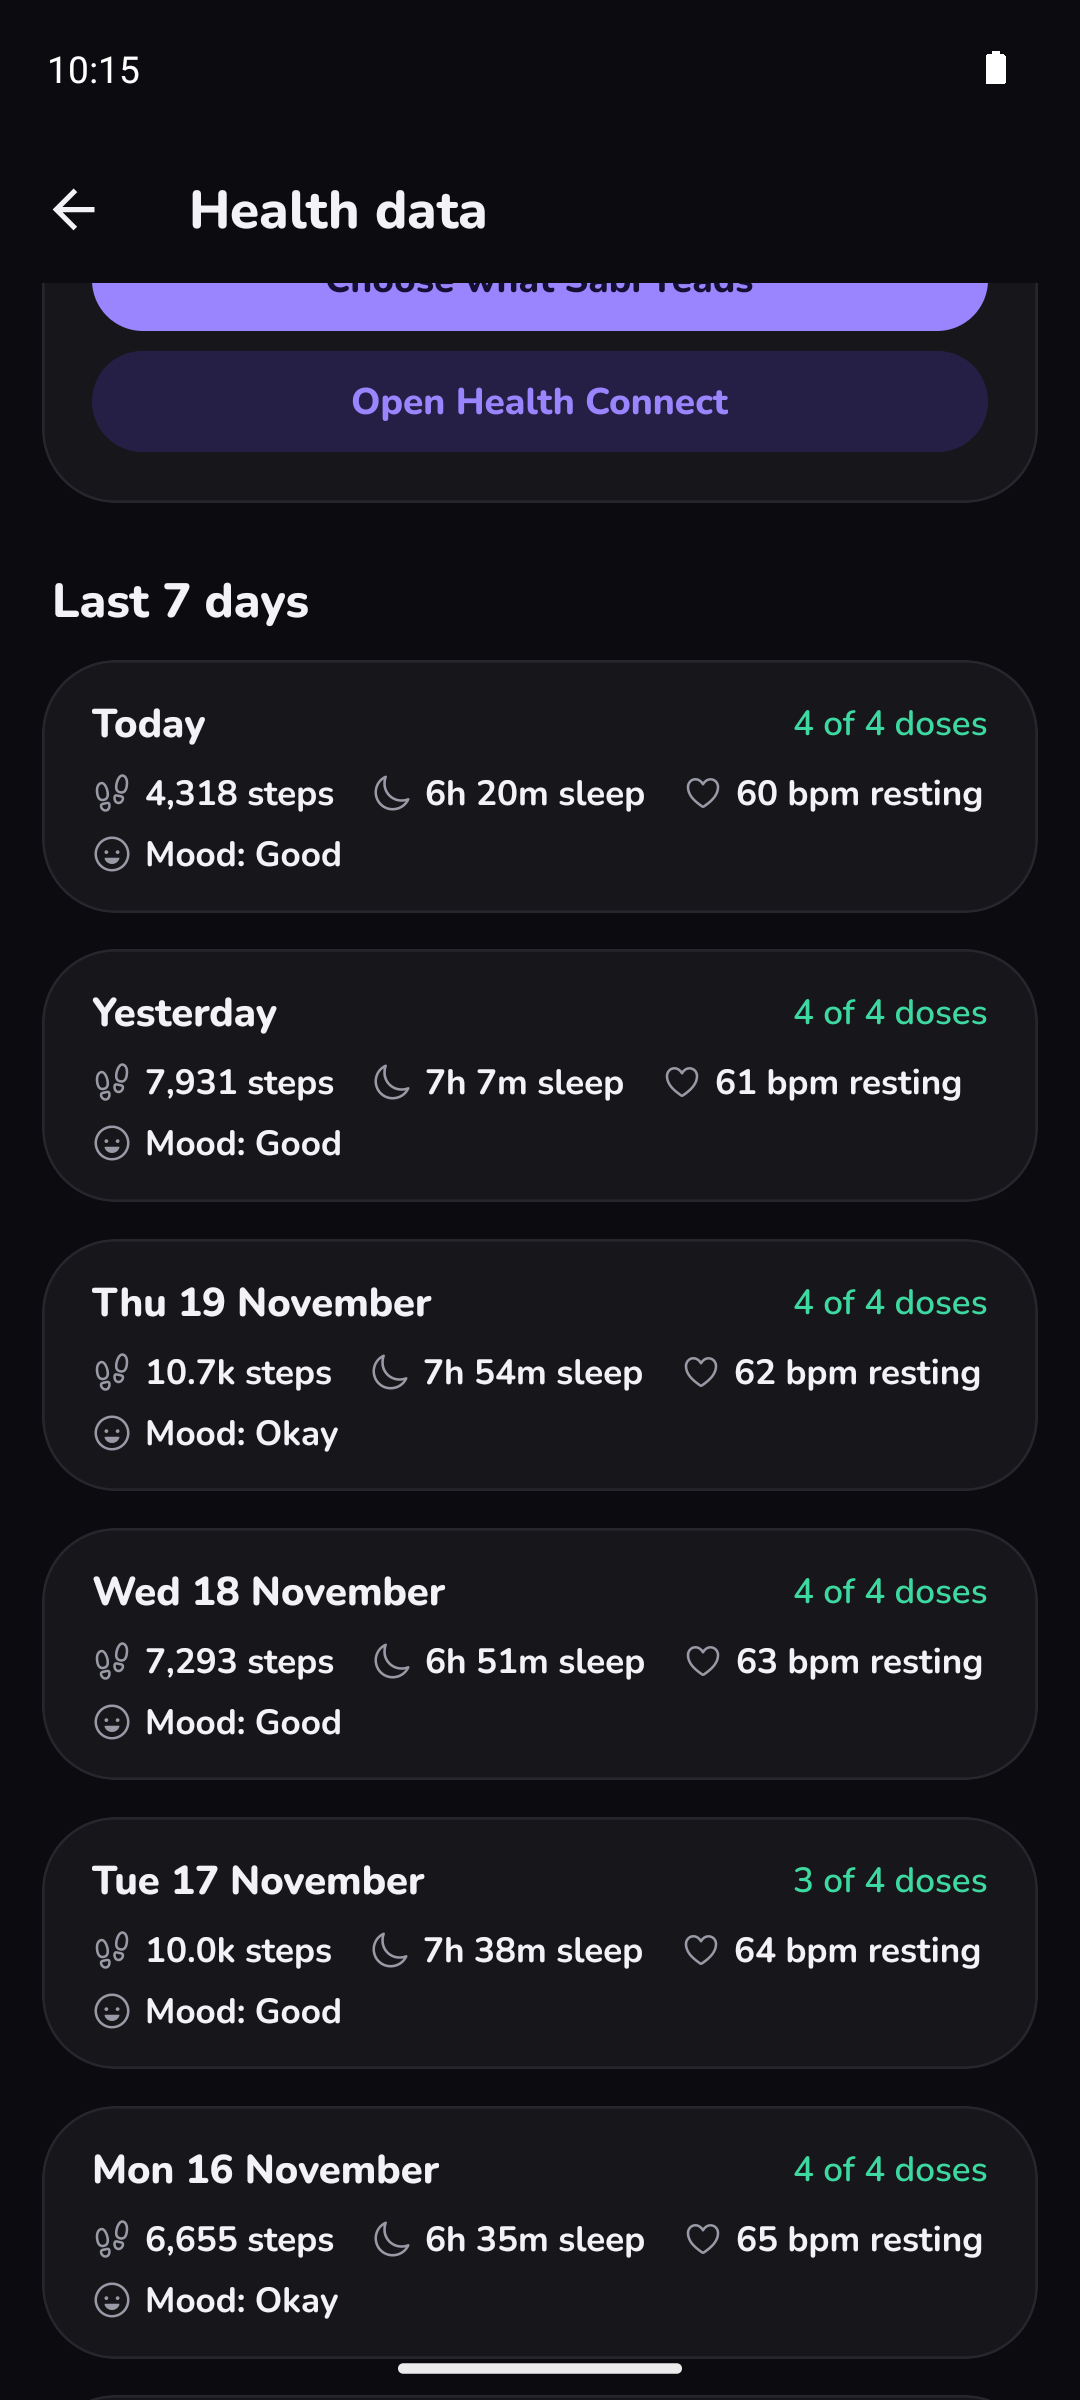 10:15
Health data
Choose what Sabi reads
Open Health Connect
Last 7 days
Today
4 of 4 doses
4,318 steps
6h 20m sleep
60 bpm resting
Mood: Good
Yesterday
4 of 4 doses
7,931 steps
7h 7m sleep
61 bpm resting
Mood: Good
Thu 19 November
4 of 4 doses
10.7k steps
7h 54m sleep
62 bpm resting
Mood: Okay
Wed 18 November
4 of 4 doses
7,293 steps
6h 51m sleep
63 bpm resting
Mood: Good
Tue 17 November
3 of 4 doses
10.0k steps
7h 38m sleep
64 bpm resting
Mood: Good
Mon 16 November
4 of 4 doses
6,655 steps
6h 35m sleep
65 bpm resting
Mood: Okay